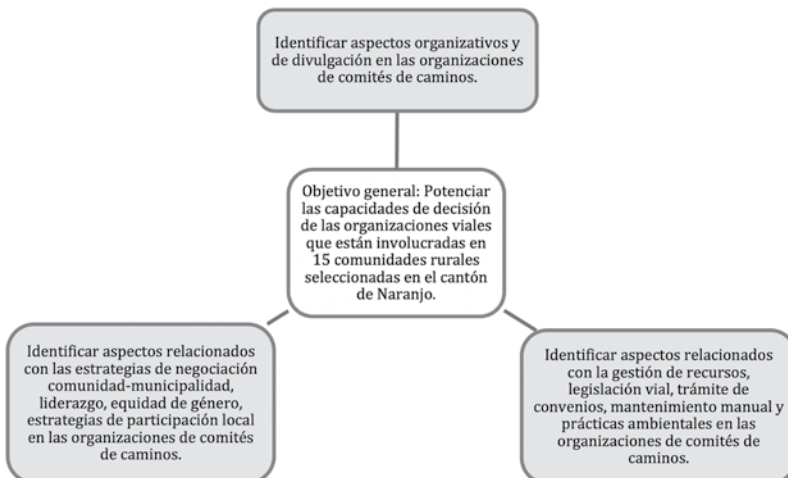 Identificar aspectos organizativos y
de divulgación en las organizaciones
de comités de caminos.
Objetivo general: Potenciar
las capacidades de decisión
de las organizaciones viales
que están involucradas en
15 comunidades rurales
seleccionadas en el cantón
de Naranjo.
Identificar aspectos relacionados
con las estrategias de negociación
comunidad-municipalidad,
liderazgo, equidad de género,
estrategias de participación local
en las organizaciones de comités
de caminos.
Identificar aspectos relacionados
con la gestión de recursos,
legislación vial, trámite de
convenios, mantenimiento manual y
prácticas ambientales en las
organizaciones de comités de
caminos.